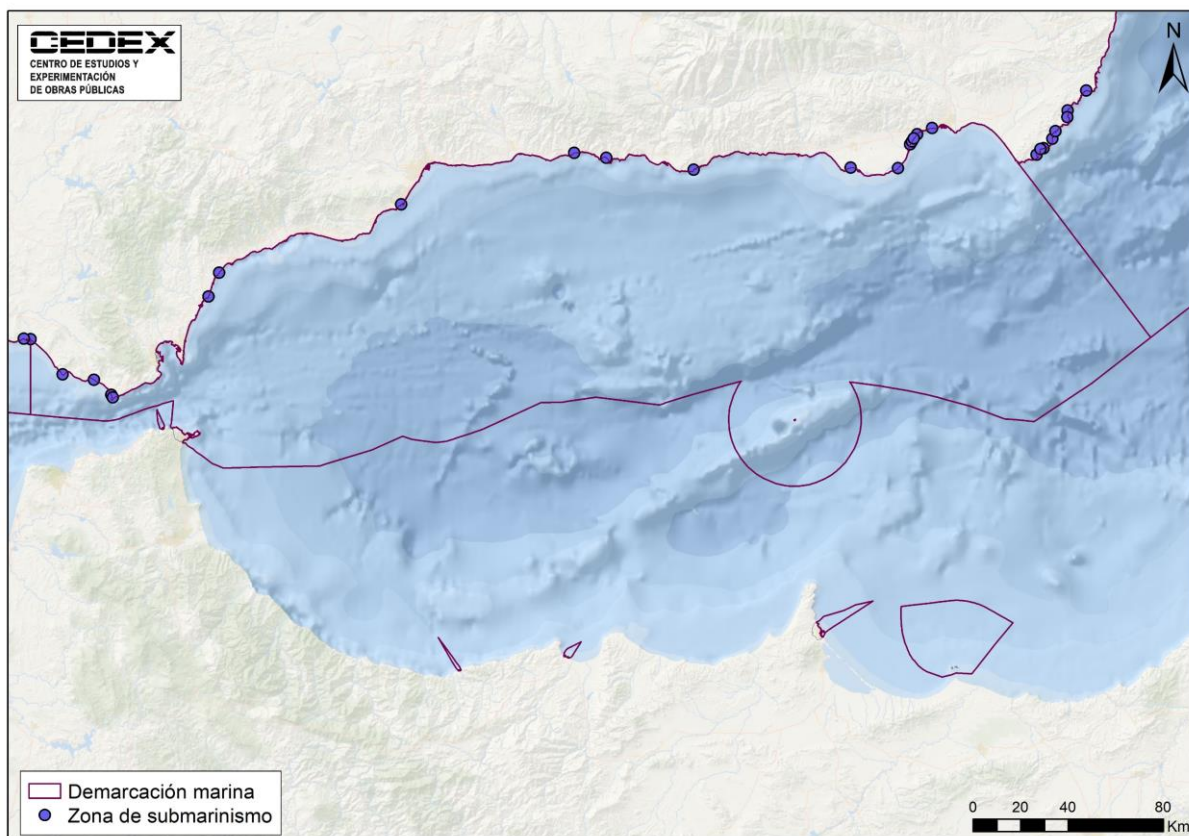 CEDEX
CENTRO DE ESTUDIOS Y
EXPERIMENTACIÓN
DE OBRAS PÚBLICAS
N
Demarcación marina
Zona de submarinismo
0 20 40 80
Km